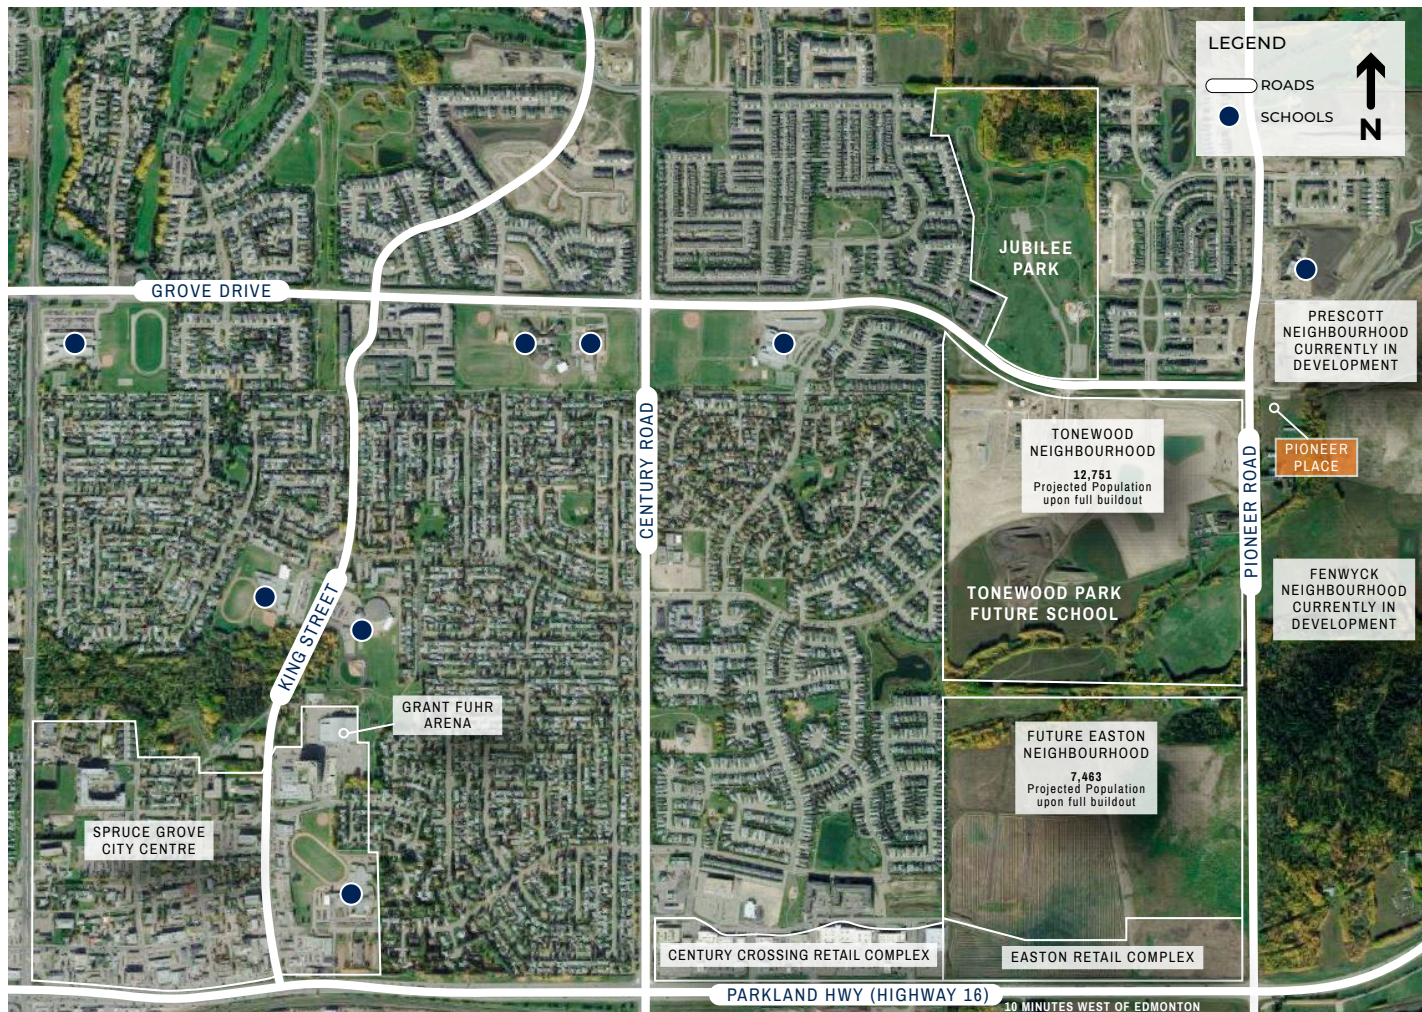 LEGEND
ROADS
SCHOOLS
N
JUBILEE
PARK
GROVE DRIVE
PRESCOTT
NEIGHBOURHOOD
CURRENTLY IN
DEVELOPMENT
CENTURY ROAD
TONEWOOD
NEIGHBOURHOOD
12,751
Projected Population
upon full buildout
PIONEER
PLACE
PIONEER ROAD
TONEWOOD PARK
FUTURE SCHOOL
FENWYCK
NEIGHBOURHOOD
CURRENTLY IN
DEVELOPMENT
KING STREET
GRANT FUHR
ARENA
FUTURE EASTON
NEIGHBOURHOOD
7,463
Projected Population
upon full buildout
SPRUCE GROVE
CITY CENTRE
CENTURY CROSSING RETAIL COMPLEX
EASTON RETAIL COMPLEX
PARKLAND HWY (HIGHWAY 16)
10 MINUTES WEST OF EDMONTON